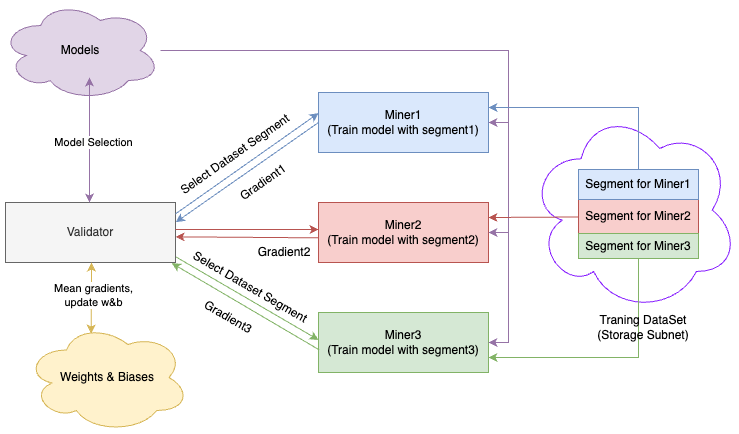 Models
Model Selection
Select Dataset Segment
Gradient1
Miner1
(Train model with segment1)
Segment for Miner1
Segment for Miner2
Segment for Miner3
Validator
Gradient2
Miner2
(Train model with segment2)
Select Dataset Segment
Gradient3
Mean gradients,
update w&b
Traning DataSet
(Storage Subnet)
Miner3
(Train model with segment3)
Weights & Biases